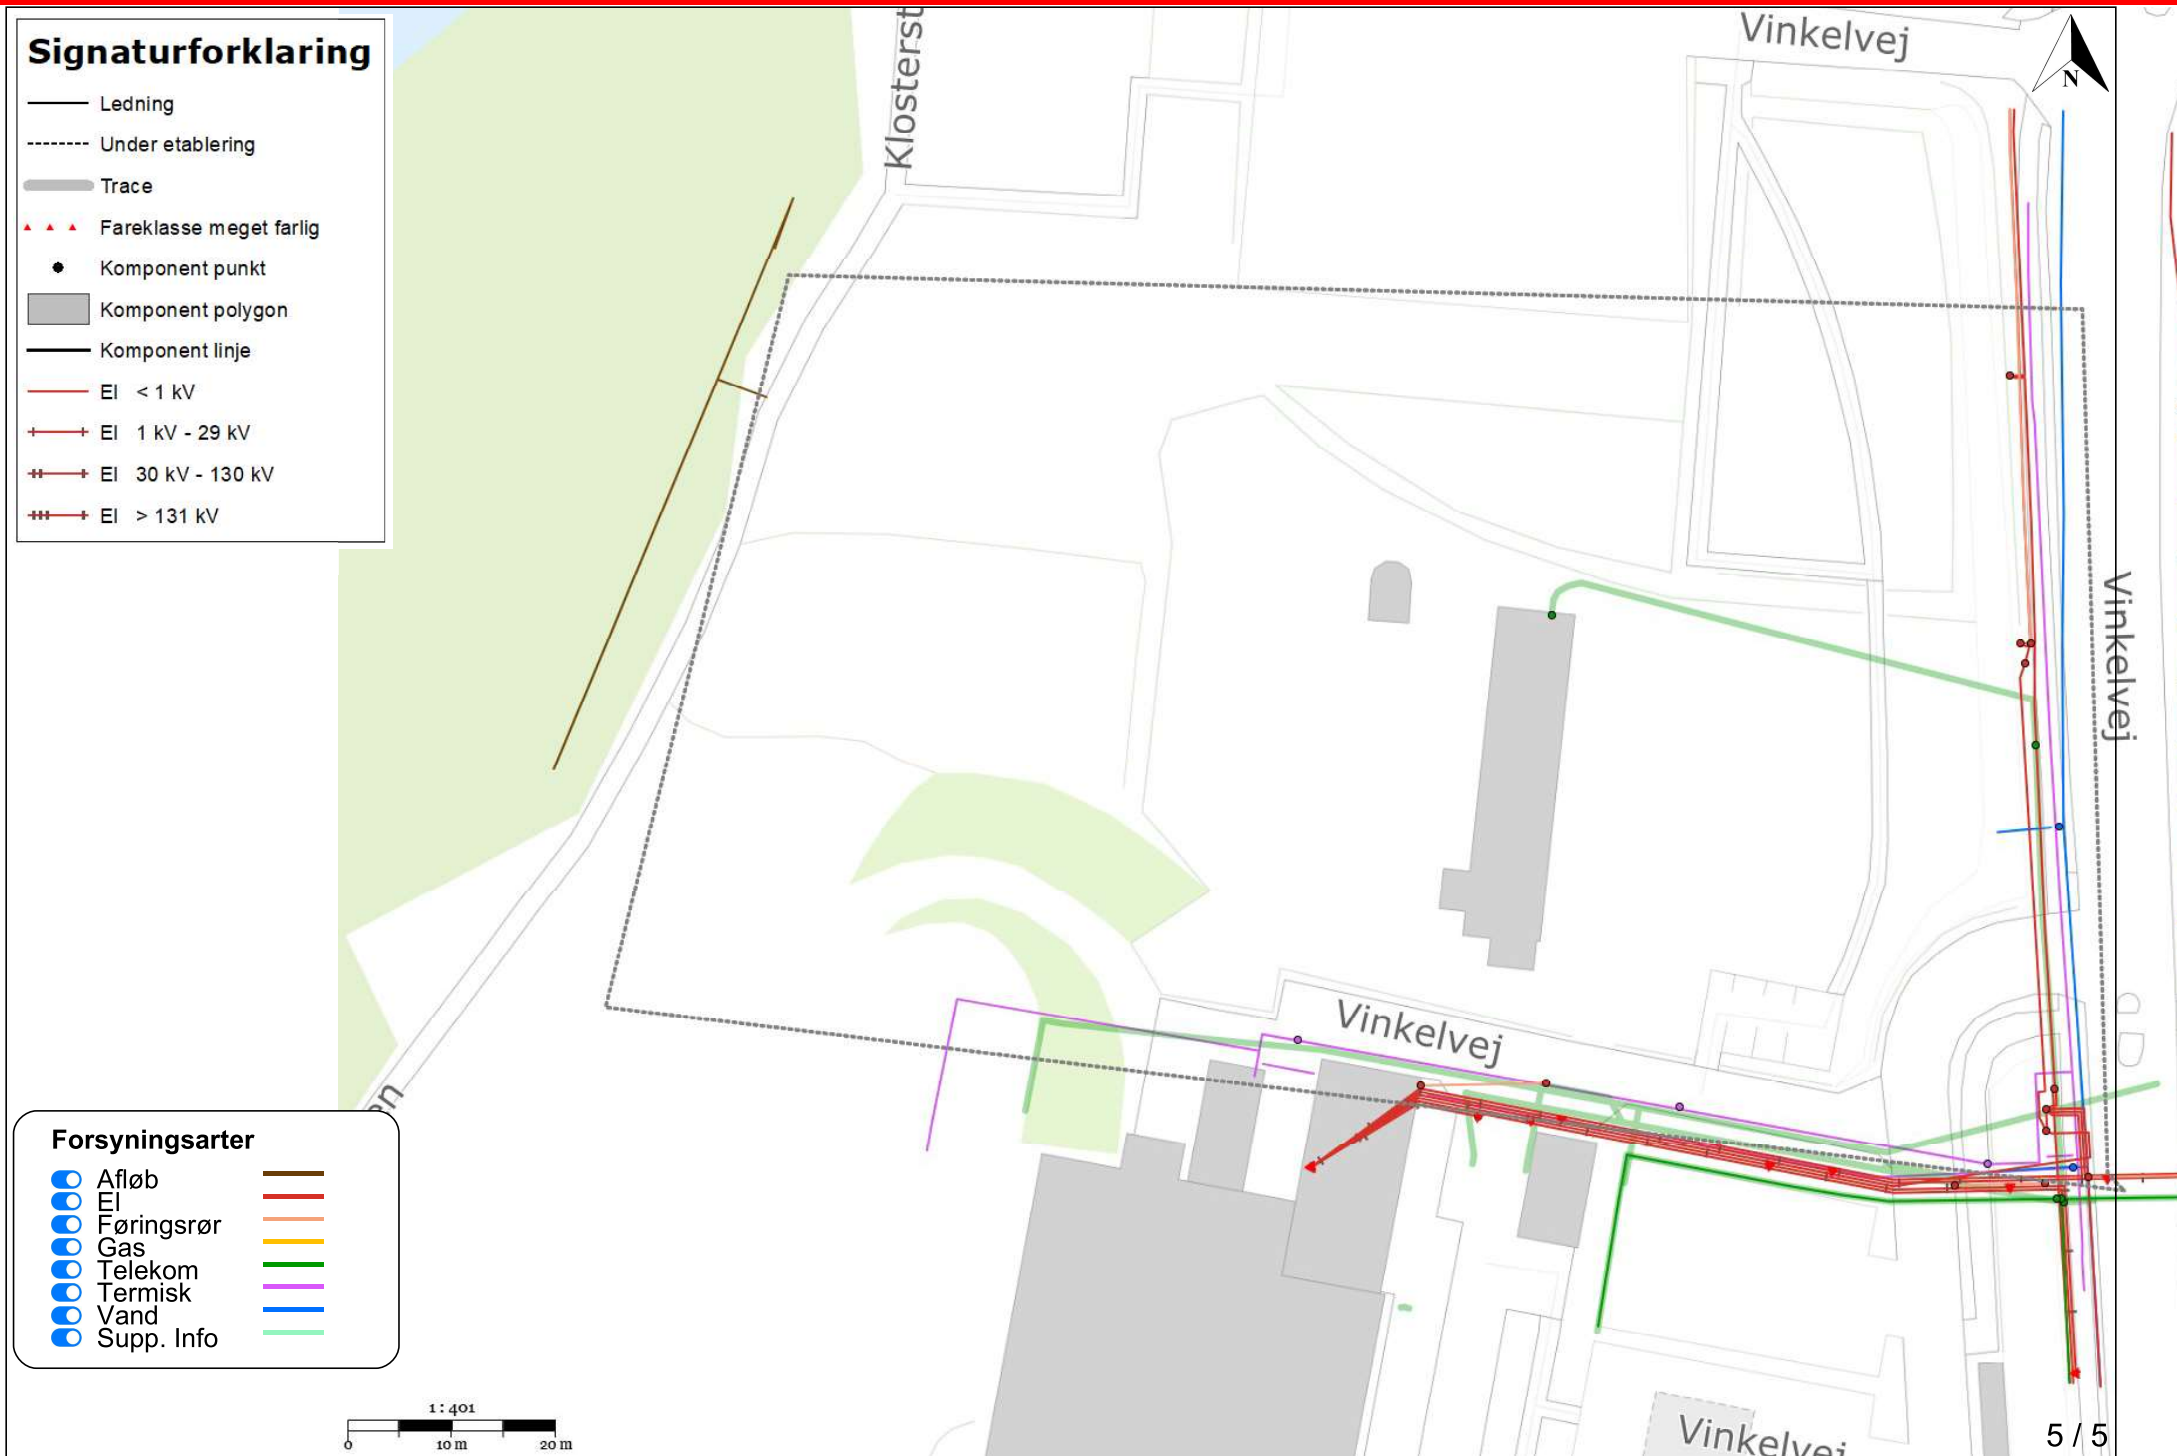 Signaturforklaring
Ledning
Under etablering
Trace
Fareklasse meget farlig
Komponent punkt
Komponent polygon
Komponent linje
El < 1 kV
El 1 kV - 29 kV
El 30 kV - 130 kV
El > 131 kV
Klosterst
Vinkelvej
N
Vinkelvej
Vinkelvej
en
Forsyningsarter
Afløb
El
Føringsrør
Gas
Telekom
Termisk
Vand
Supp. Info
1 : 401
0 10 m 20 m
Vinkelvej
5 / 5